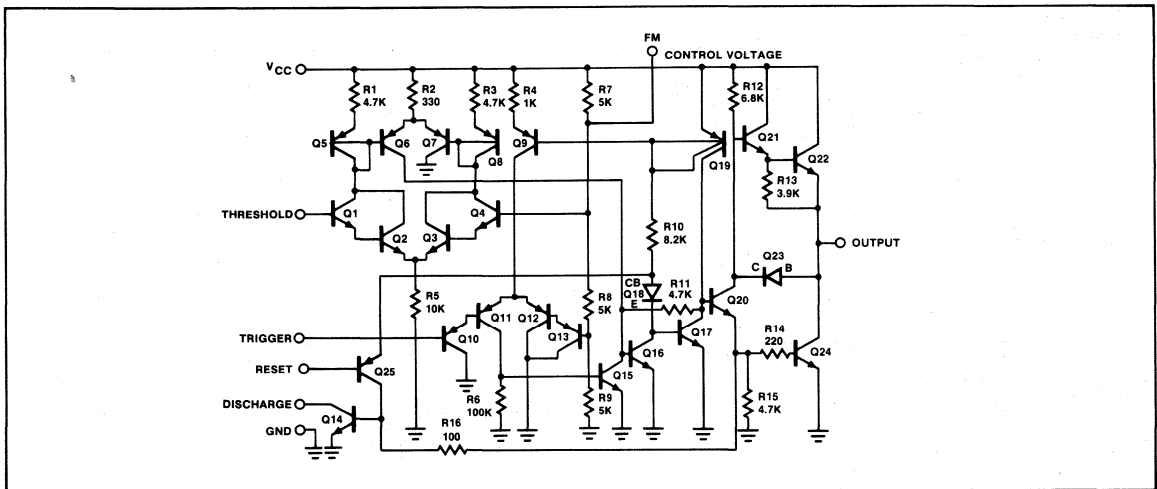 FM
CONTROL VOLTAGE
VCC
R1
4.7K
R2
330
R3
4.7K
R4
1K
R7
5K
R12
6.8K
Q5
Q6
Q7
Q8
Q9
Q19
Q21
Q22
R13
3.9K
THRESHOLD
Q1
Q2
Q3
Q4
R10
8.2K
OUTPUT
Q23
C
B
R5
10K
R8
5K
CB
Q18
E
R11
4.7K
Q20
Q11
Q12
Q13
Q17
TRIGGER
Q10
Q16
R14
220
Q24
RESET
Q25
Q15
R6
100K
R9
5K
R15
4.7K
DISCHARGE
Q14
GND
R16
100